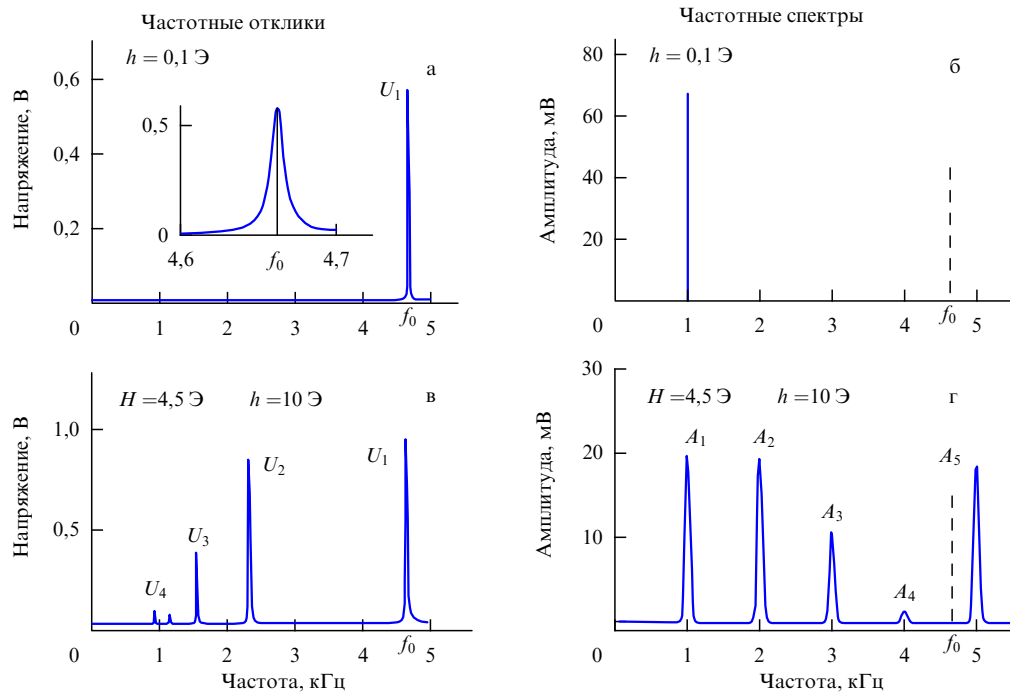 Частотные отклики
h = 0,1 Э
а
Напряжение, В
0,6
0,4
0,2
U1
0,5
0
4,6
f0
4,7
0
1
2
3
4
f0
5
Частотные спектры
h = 0,1 Э
б
Амплитуда, мВ
80
60
40
20
0
1
2
3
4
f0
5
H = 4,5 Э
h = 10 Э
в
Напряжение, В
1,0
0,5
U4
U3
U2
U1
0
1
2
3
4
f0
5
Частота, кГц
H = 4,5 Э
h = 10 Э
г
Амплитуда, мВ
30
20
10
A1
A2
A3
A4
A5
0
1
2
3
4
f0
5
Частота, кГц